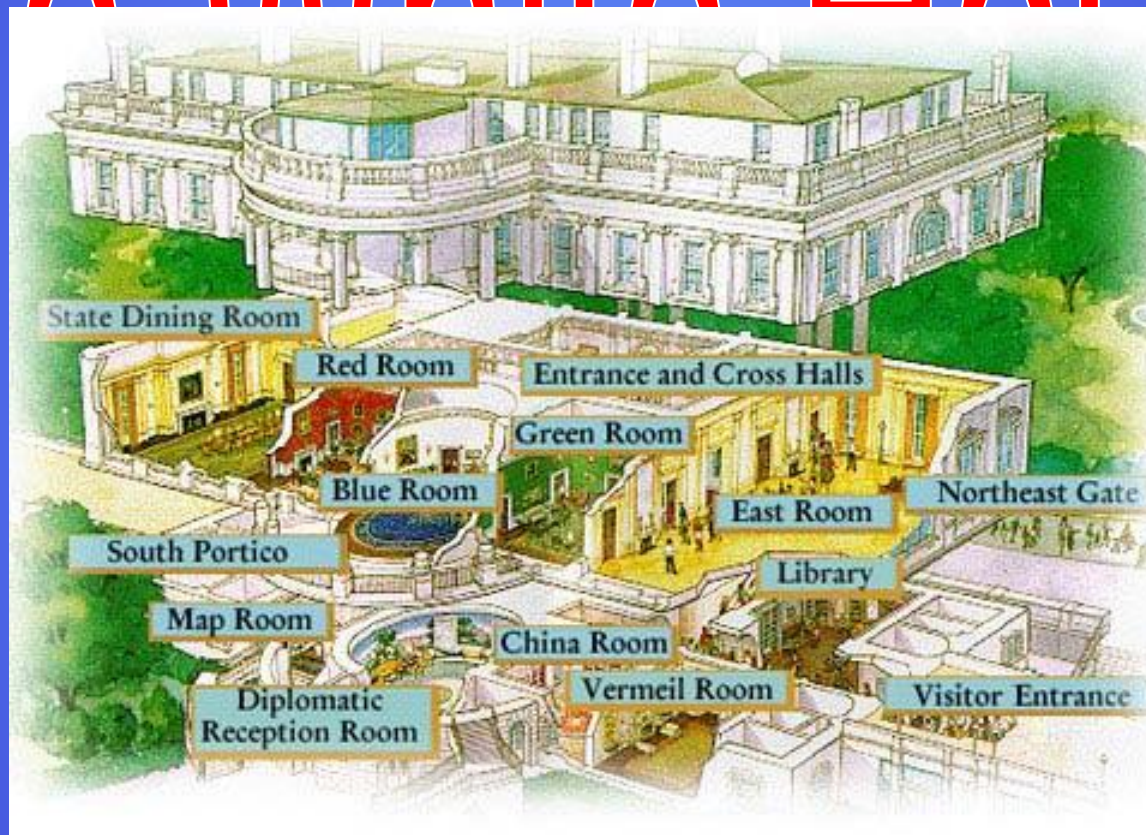 State Dining Room
Red Room
Entrance and Cross Halls
Green Room
Blue Room
Northeast Gate
East Room
South Portico
Library
Map Room
China Room
Diplomatic
Reception Room
Vermeil Room
Visitor Entrance